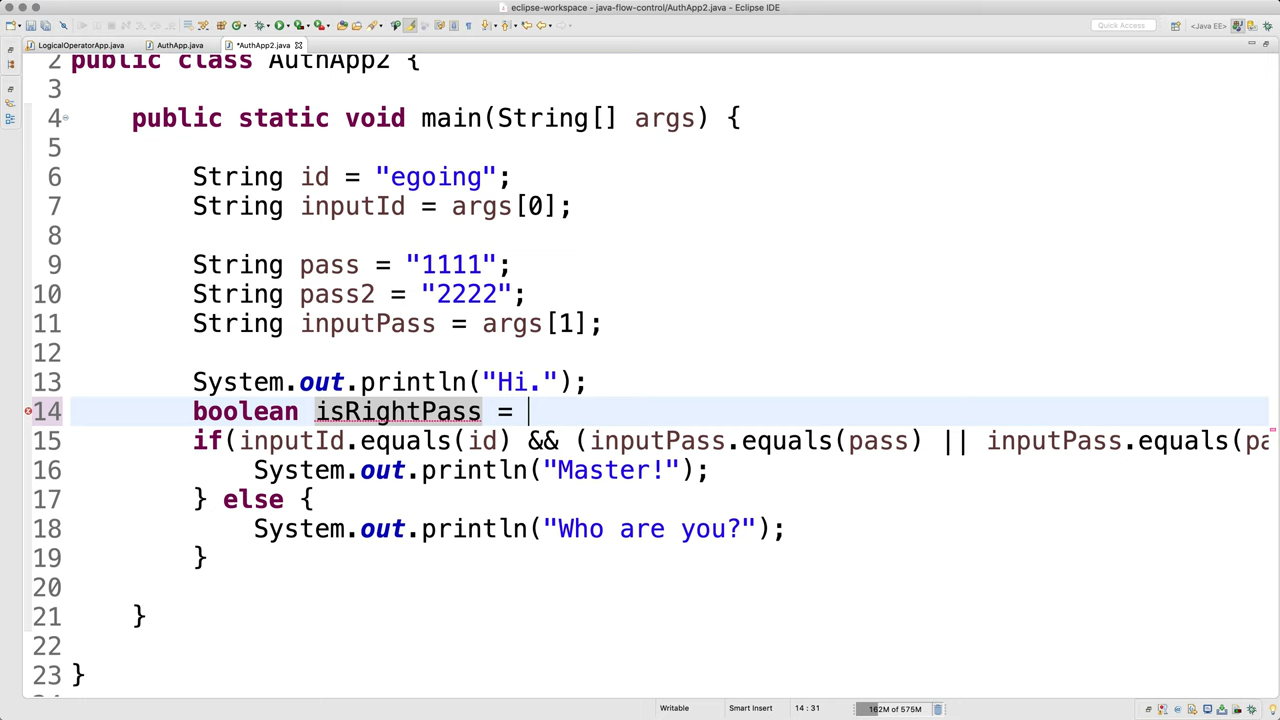 eclipse-workspace - java-flow-control/AuthApp2.java - Eclipse IDE
Quick Access
<Java EE>
LogicalOperatorApp.java
AuthApp.java
*AuthApp2.java
2 public class AuthApp2 {
3
4 public static void main(String[] args) {
5
6 String id = "egoing";
7 String inputId = args[0];
8
9 String pass = "1111";
10 String pass2 = "2222";
11 String inputPass = args[1];
12
13 System.out.println("Hi.");
14 boolean isRightPass =
15 if(inputId.equals(id) && (inputPass.equals(pass) || inputPass.equals(pa
16 System.out.println("Master!");
17 } else {
18 System.out.println("Who are you?");
19 }
20
21 }
22
23 }
Writable
Smart Insert
14 : 31
162M of 575M